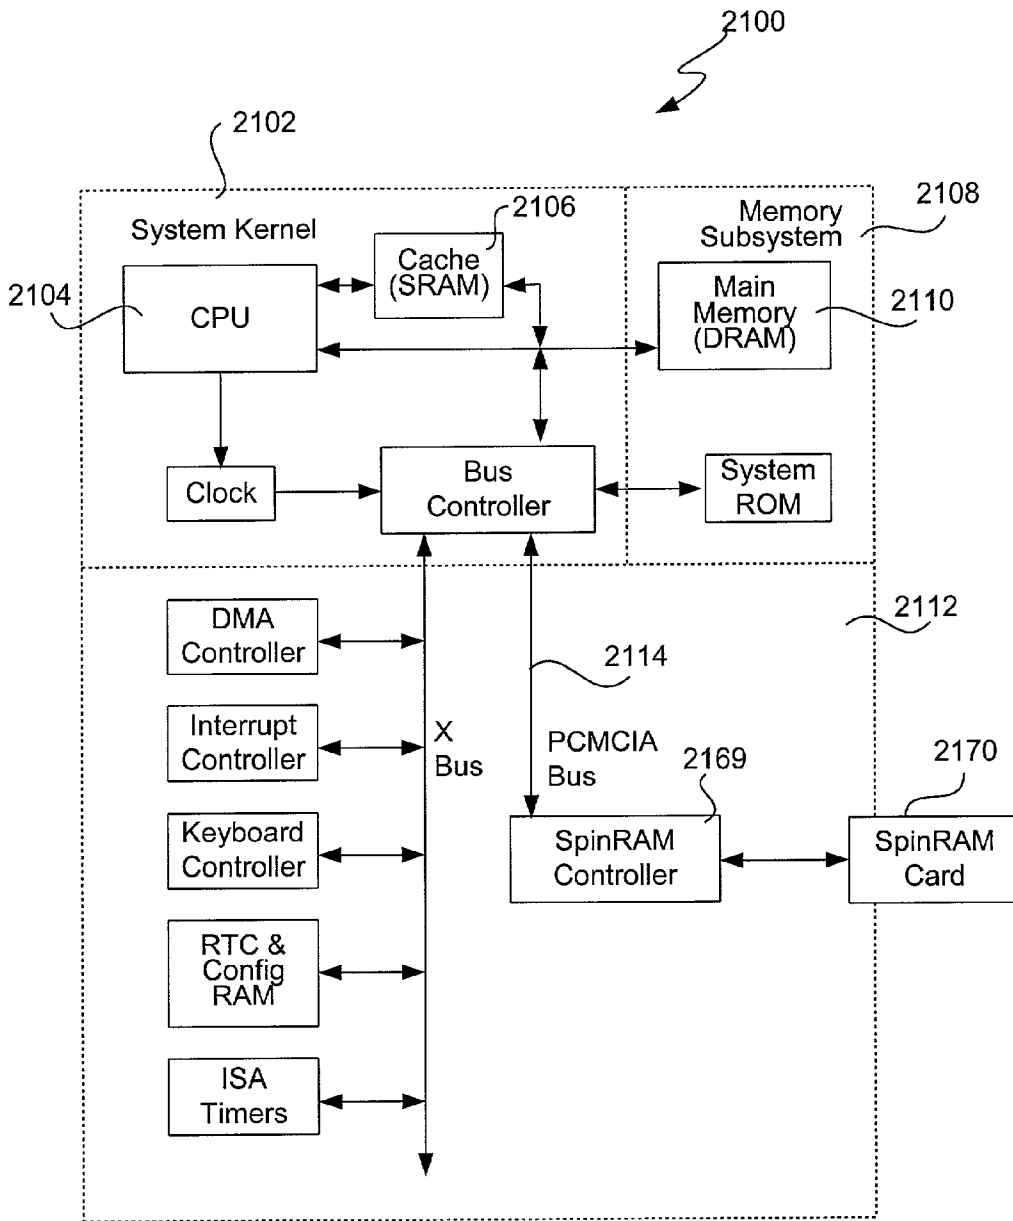 2100
2102
2106
Memory
Subsystem
2108
System Kernel
Cache
(SRAM)
2104
CPU
Main
Memory
(DRAM)
2110
Clock
Bus
Controller
System
ROM
DMA
Controller
2112
2114
Interrupt
Controller
X
Bus
PCMCIA
Bus
2169
2170
Keyboard
Controller
SpinRAM
Controller
SpinRAM
Card
RTC &
Config
RAM
ISA
Timers